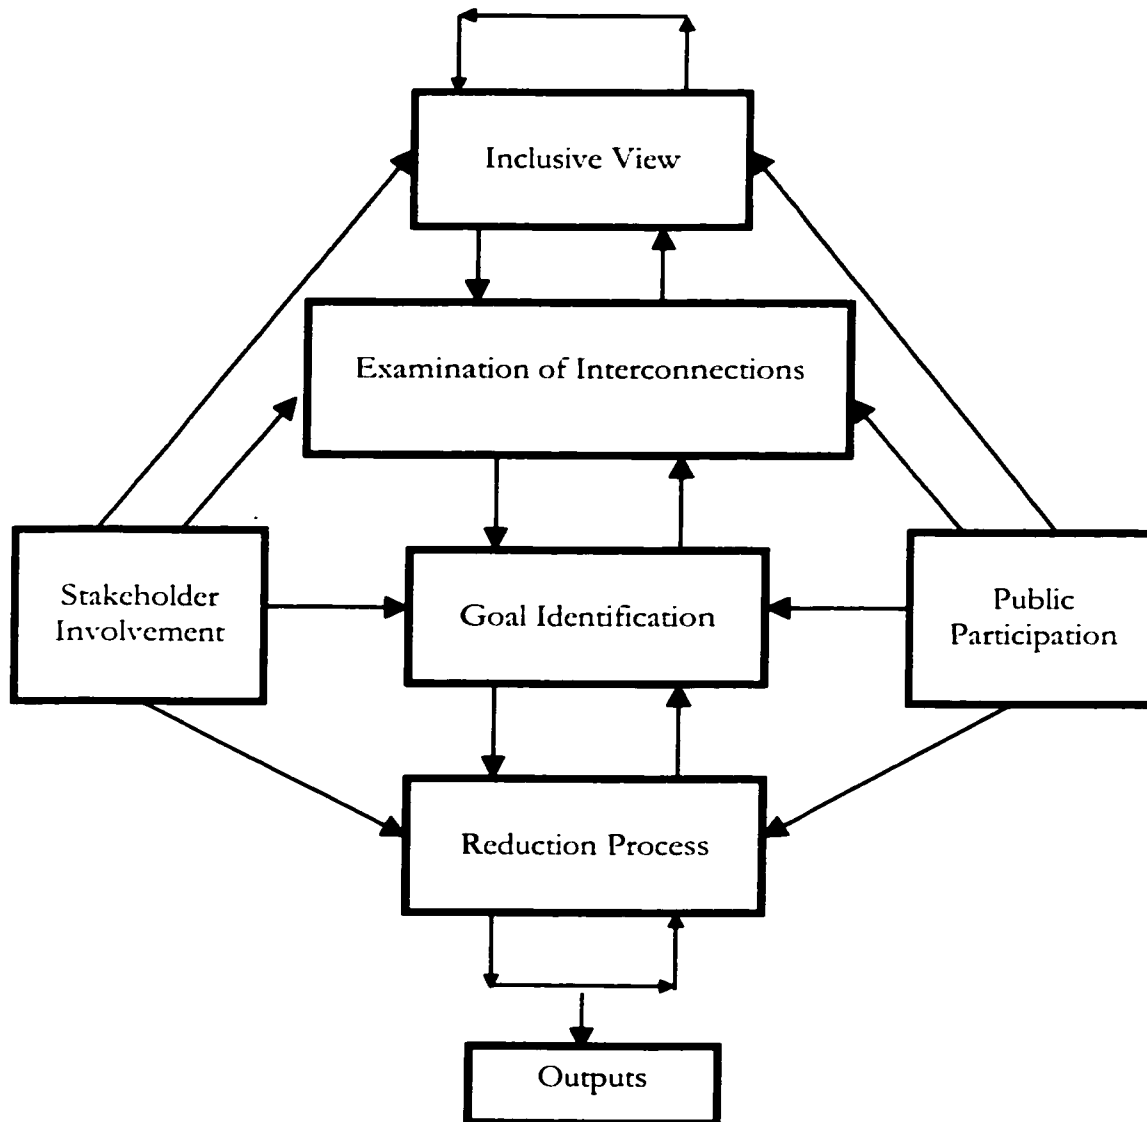 Inclusive View
Examination of Interconnections
Stakeholder
Involvement
Goal Identification
Public
Participation
Reduction Process
Outputs